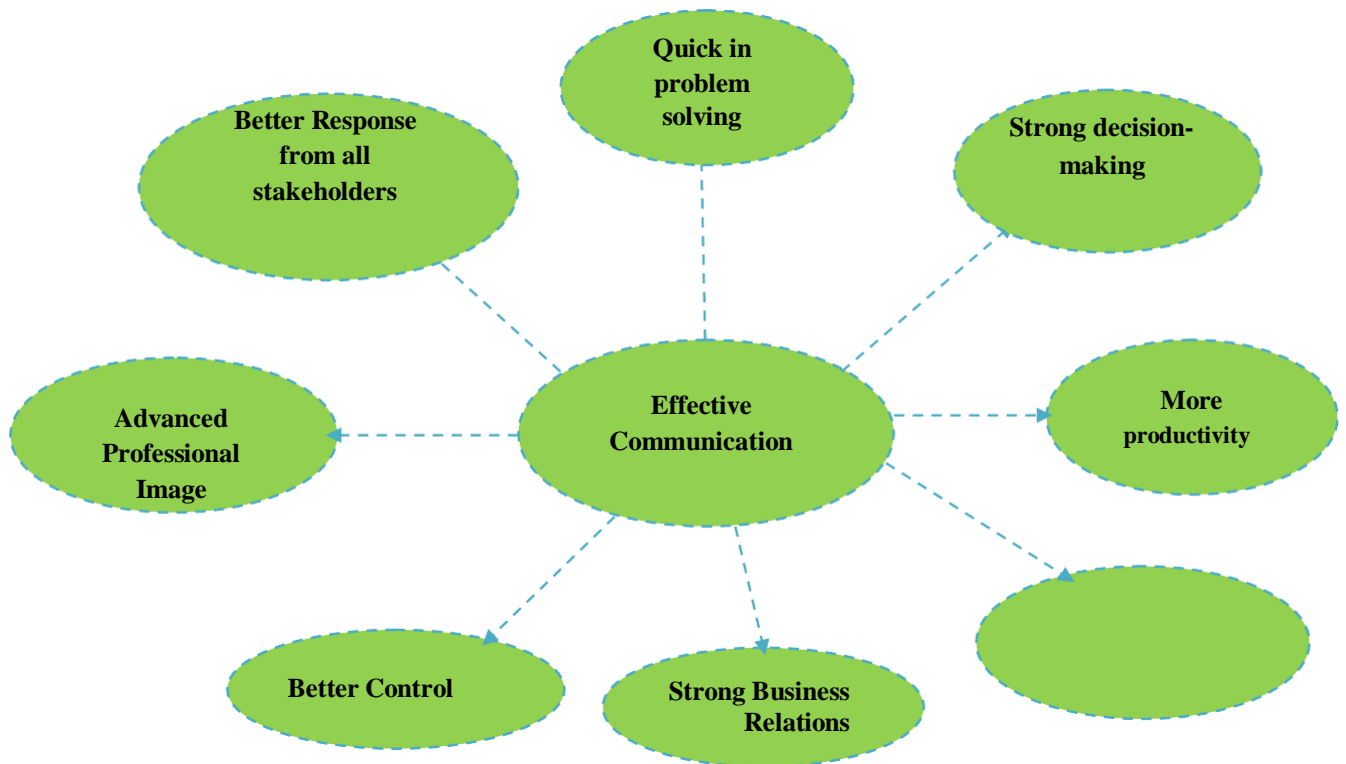 Quick in
problem
solving
Better Response
from all
stakeholders
Strong decision-
making
Effective
Communication
More
productivity
Advanced
Professional
Image
Better Control
Strong Business
Relations